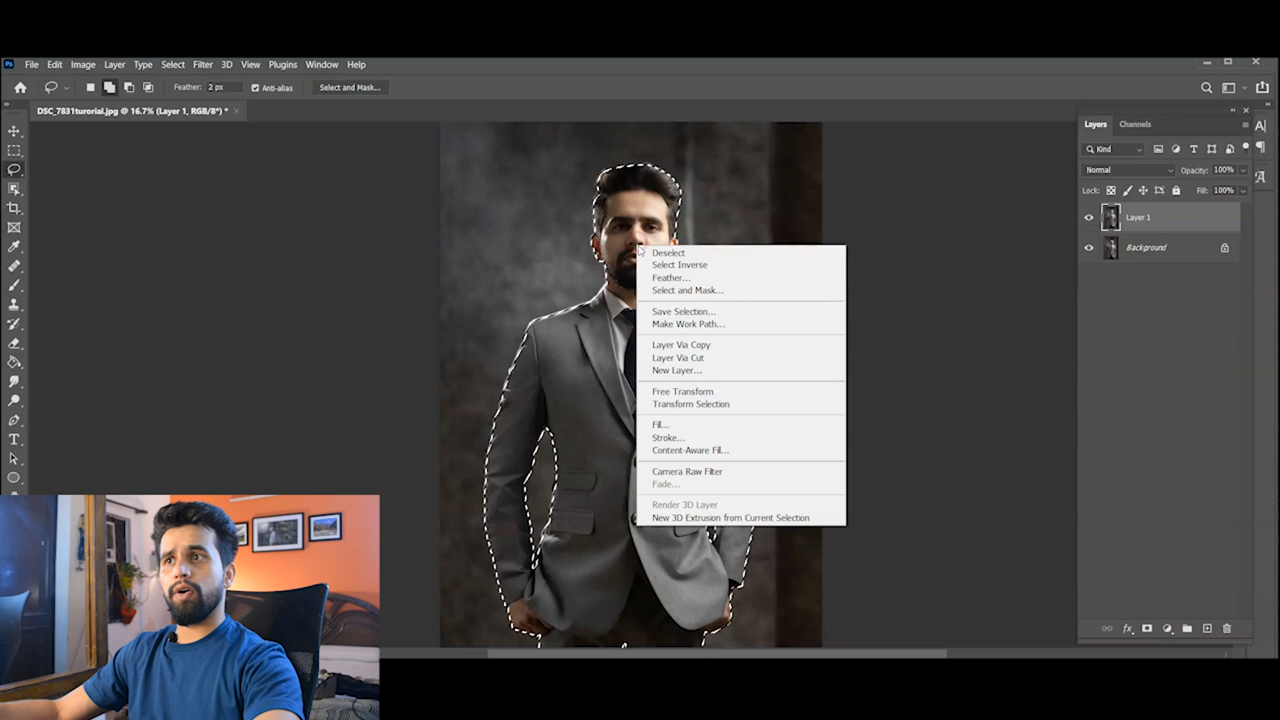 Ps File Edit Image Layer Type Select Filter 3D View Plugins Window Help
Feather: 2 px Anti-alias Select and Mask...
DSC_7831turorial.jpg @ 16.7% (Layer 1, RGB/8*) * ×
Layers Channels
Kind
Normal Opacity: 100%
Lock: Fill: 100%
Layer 1
Background
Deselect
Select Inverse
Feather...
Select and Mask...
Save Selection...
Make Work Path...
Layer Via Copy
Layer Via Cut
New Layer...
Free Transform
Transform Selection
Fill...
Stroke...
Content-Aware Fill...
Camera Raw Filter
Fade...
Render 3D Layer
New 3D Extrusion from Current Selection